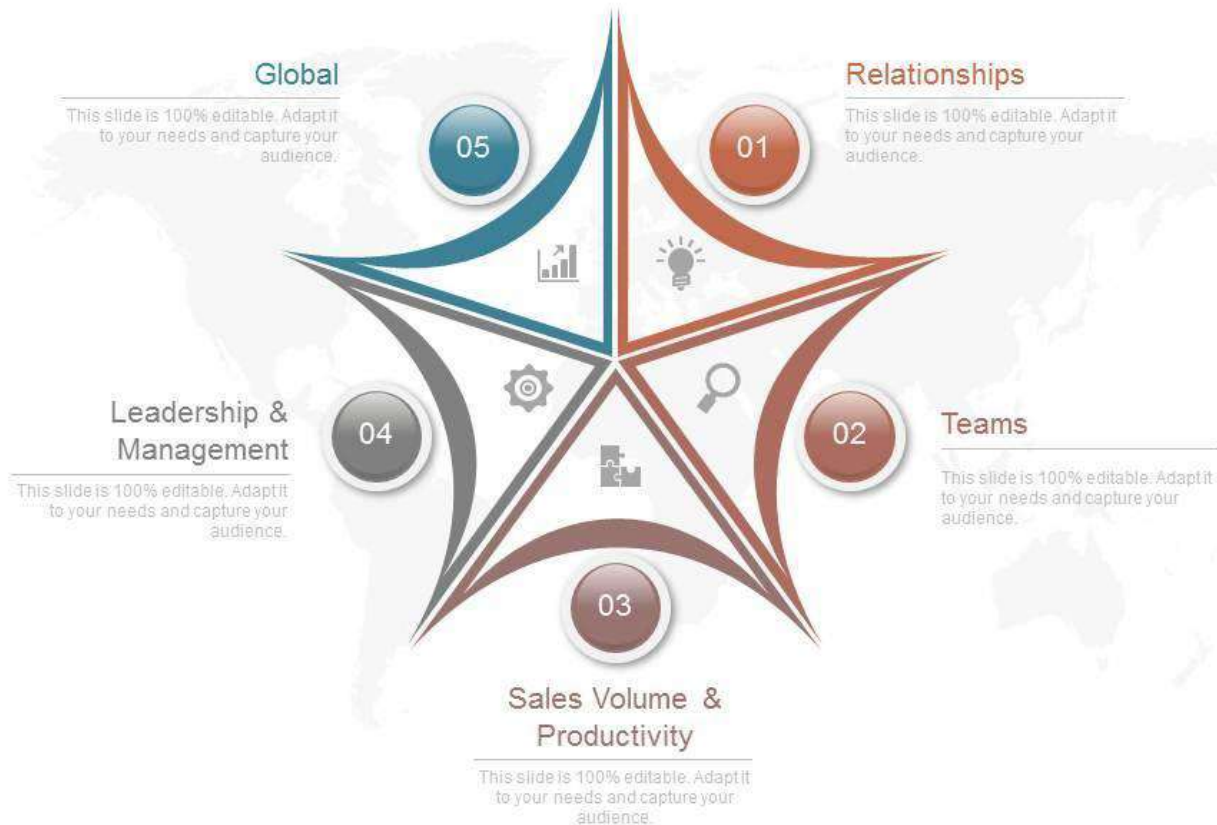 Relationships
This slide is 100% editable. Adapt it
to your needs and capture your
audience.
01
Teams
This slide is 100% editable. Adapt it
to your needs and capture your
audience.
02
03
Sales Volume &
Productivity
This slide is 100% editable. Adapt it
to your needs and capture your
audience.
04
Leadership &
Management
This slide is 100% editable. Adapt it
to your needs and capture your
audience.
05
Global
This slide is 100% editable. Adapt it
to your needs and capture your
audience.